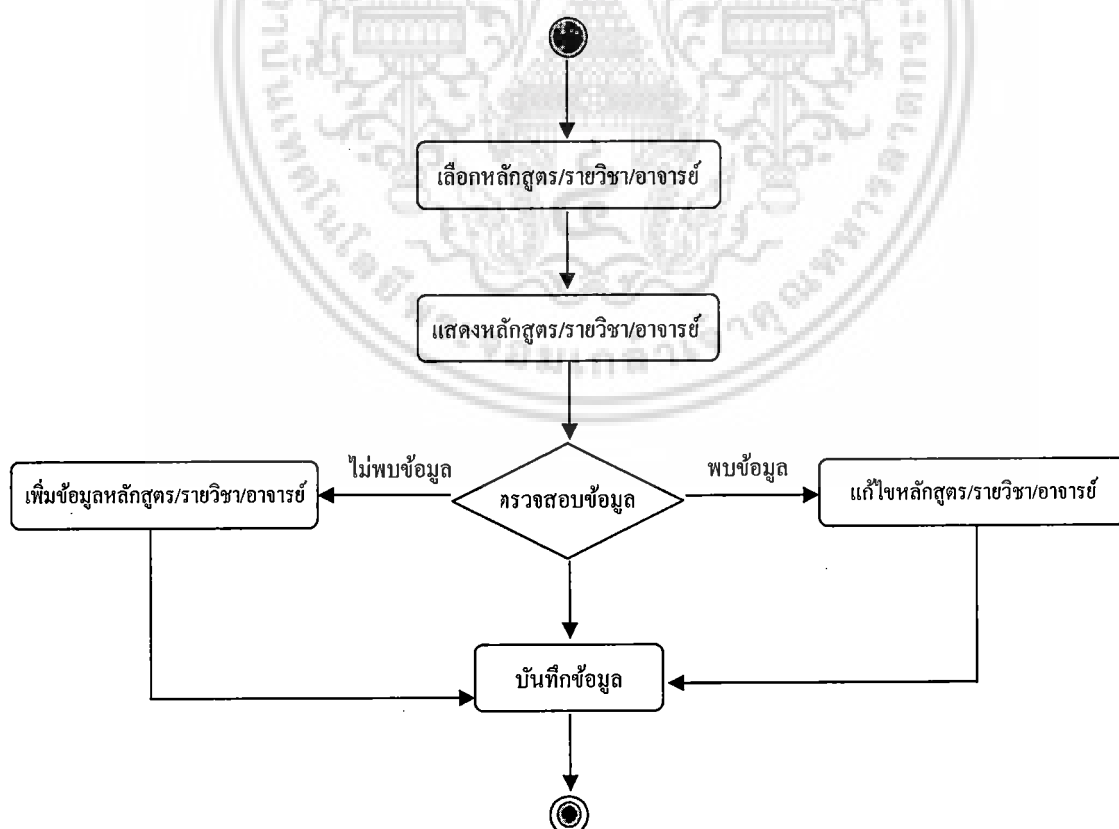 เลือกหลักสูตร/รายวิชา/อาจารย์
แสดงหลักสูตร/รายวิชา/อาจารย์
ไม่พบข้อมูล
พบข้อมูล
เพิ่มข้อมูลหลักสูตร/รายวิชา/อาจารย์
ตรวจสอบข้อมูล
แก้ไขหลักสูตร/รายวิชา/อาจารย์
บันทึกข้อมูล